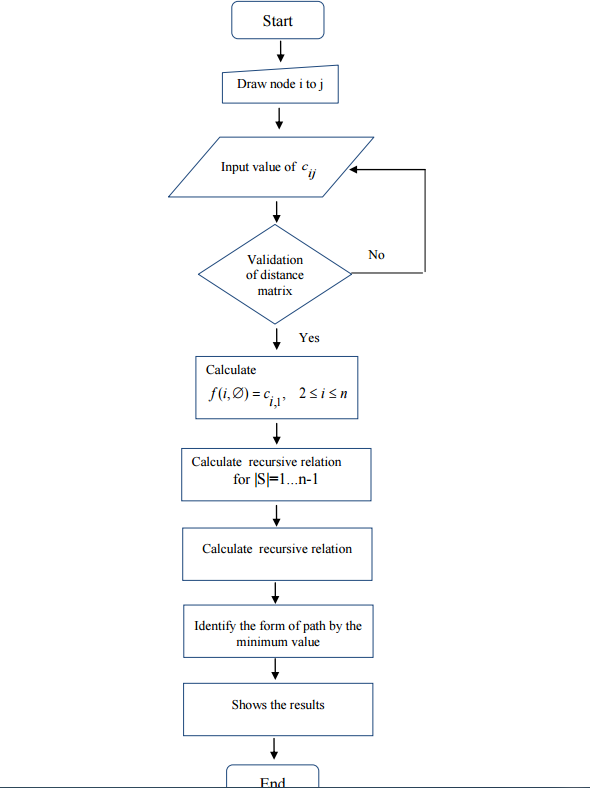 Start
Draw node i to j
Input value of c_ij
Validation
of distance
matrix
No
Yes
Calculate
f(i,∅) = c_i,1, 2 ≤ i ≤ n
Calculate recursive relation
for |S|=1...n-1
Calculate recursive relation
Identify the form of path by the
minimum value
Shows the results
End